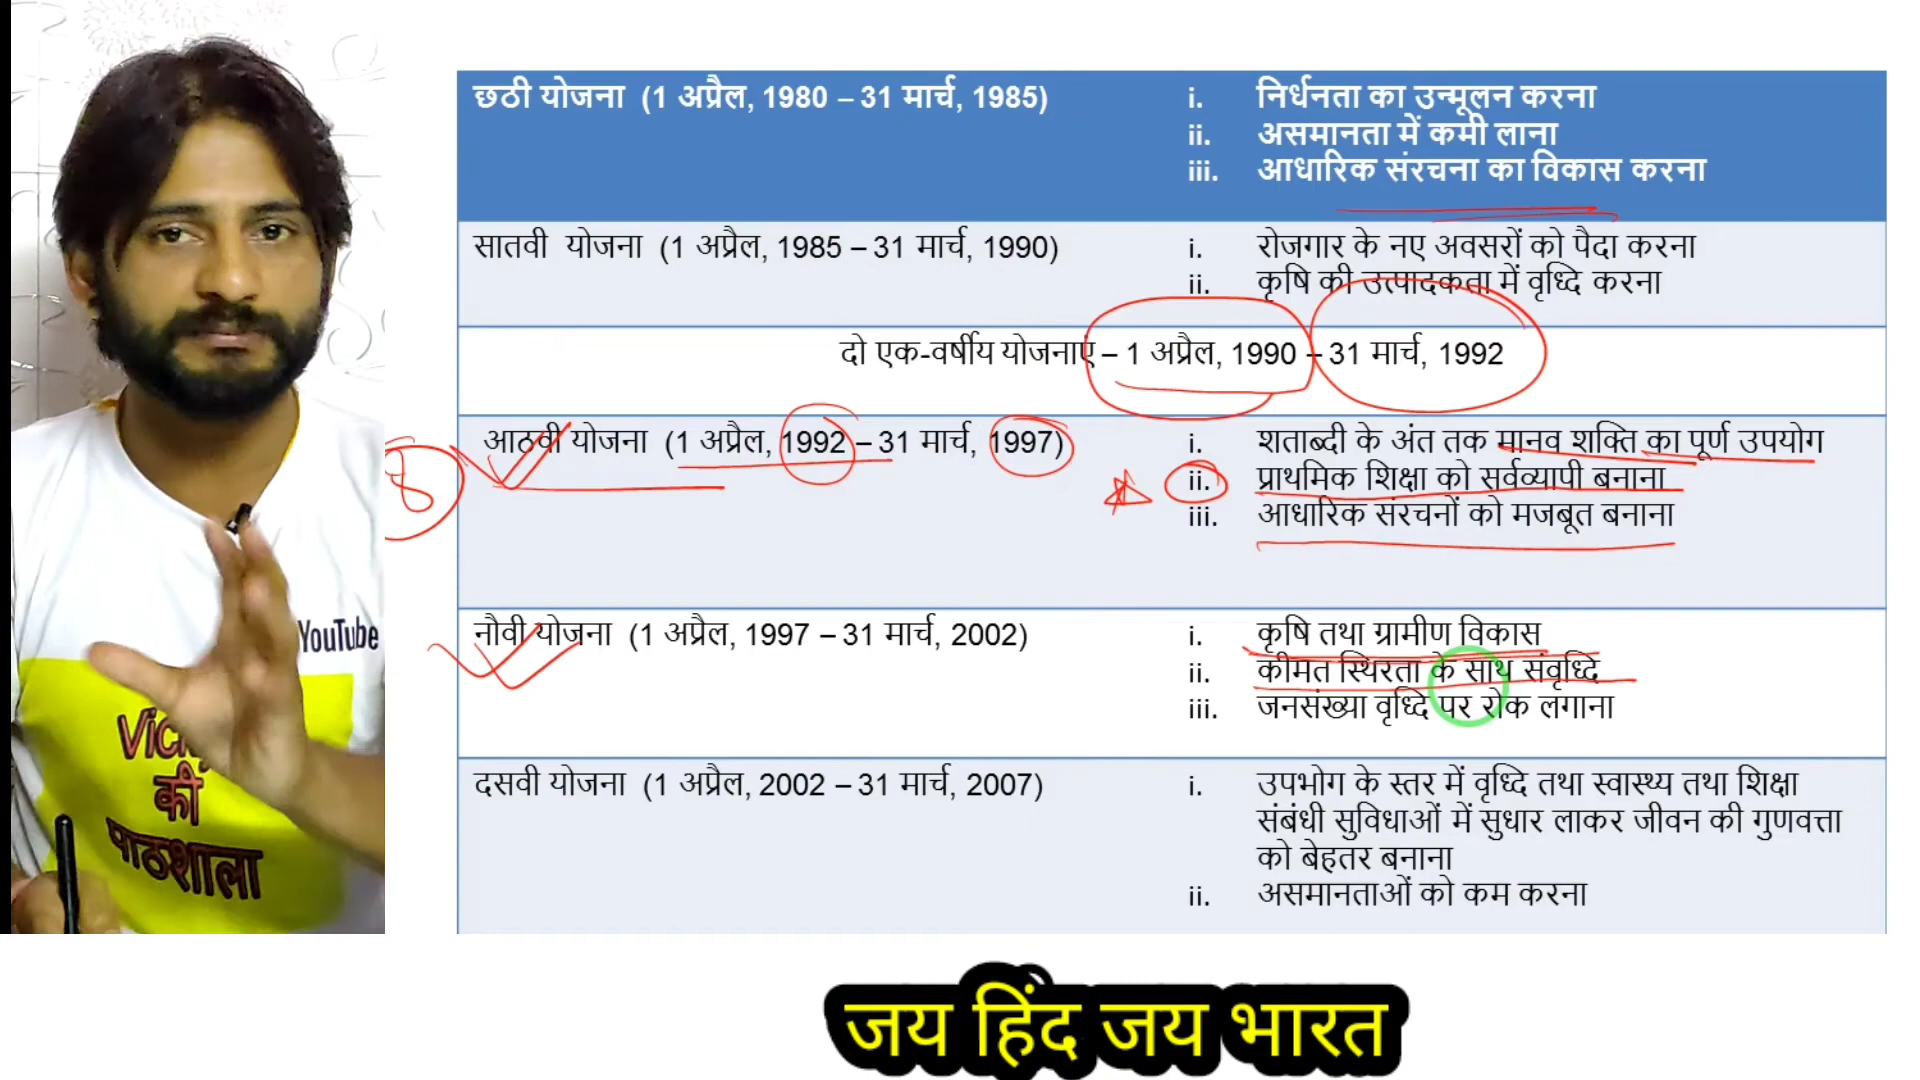 छठी योजना (1 अप्रैल, 1980 – 31 मार्च, 1985)
i. निर्धनता का उन्मूलन करना
ii. असमानता में कमी लाना
iii. आधारिक संरचना का विकास करना
सातवी योजना (1 अप्रैल, 1985 – 31 मार्च, 1990)
i. रोजगार के नए अवसरों को पैदा करना
ii. कृषि की उत्पादकता में वृध्दि करना
दो एक-वर्षीय योजनाएं – 1 अप्रैल, 1990 – 31 मार्च, 1992
8
आठवी योजना (1 अप्रैल, 1992 – 31 मार्च, 1997)
i. शताब्दी के अंत तक मानव शक्ति का पूर्ण उपयोग
ii. प्राथमिक शिक्षा को सर्वव्यापी बनाना
iii. आधारिक संरचनों को मजबूत बनाना
नौवी योजना (1 अप्रैल, 1997 – 31 मार्च, 2002)
i. कृषि तथा ग्रामीण विकास
ii. कीमत स्थिरता के साथ संवृध्दि
iii. जनसंख्या वृध्दि पर रोक लगाना
दसवी योजना (1 अप्रैल, 2002 – 31 मार्च, 2007)
i. उपभोग के स्तर में वृध्दि तथा स्वास्थ्य तथा शिक्षा
संबंधी सुविधाओं में सुधार लाकर जीवन की गुणवत्ता
को बेहतर बनाना
ii. असमानताओं को कम करना
YouTube
की
पाठशाला
जय हिंद जय भारत